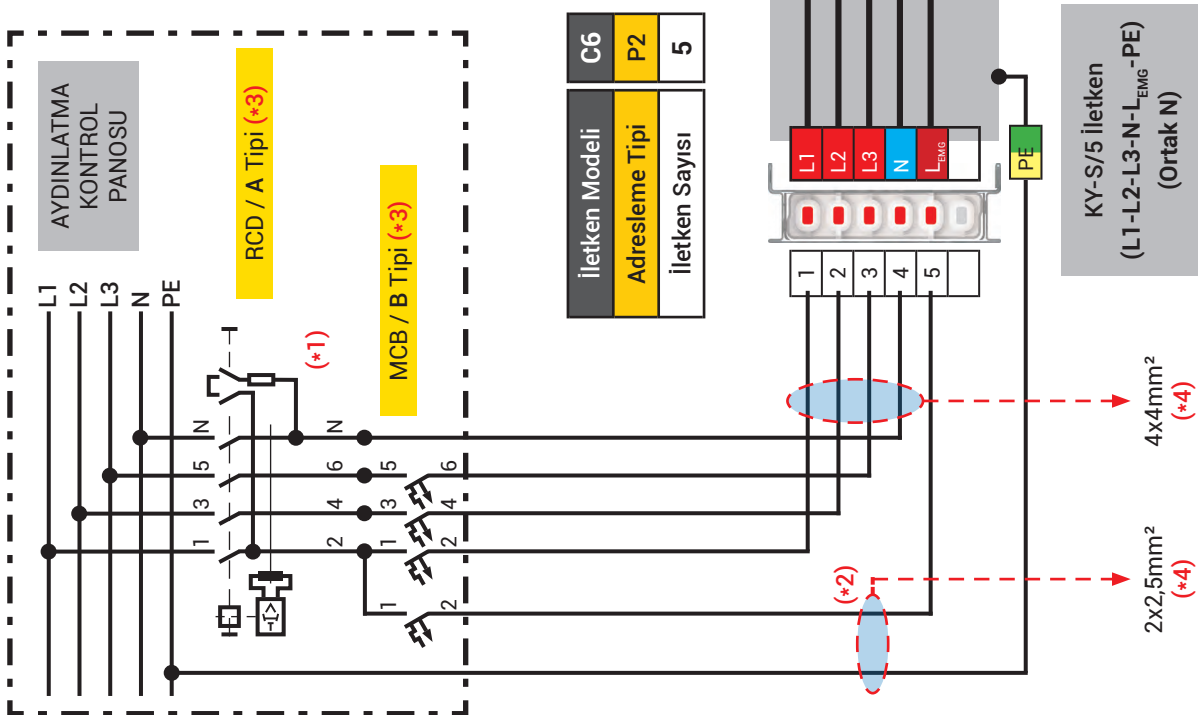 AYDINLATMA
KONTROL
PANOSU
L1
L2
L3
N
PE
RCD / A Tipi (*3)
(*1)
MCB / B Tipi (*3)
1
3
5
N
2
4
6
N
1
1
3
5
2
2
4
6
I>
İletken Modeli C6
Adresleme Tipi P2
İletken Sayısı 5
L1
L2
L3
N
LEMG
1
2
3
4
5
PE
KY-S/5 İletken
(L1-L2-L3-N-LEMG-PE)
(Ortak N)
(*2)
2x2,5mm²
(*4)
4x4mm²
(*4)